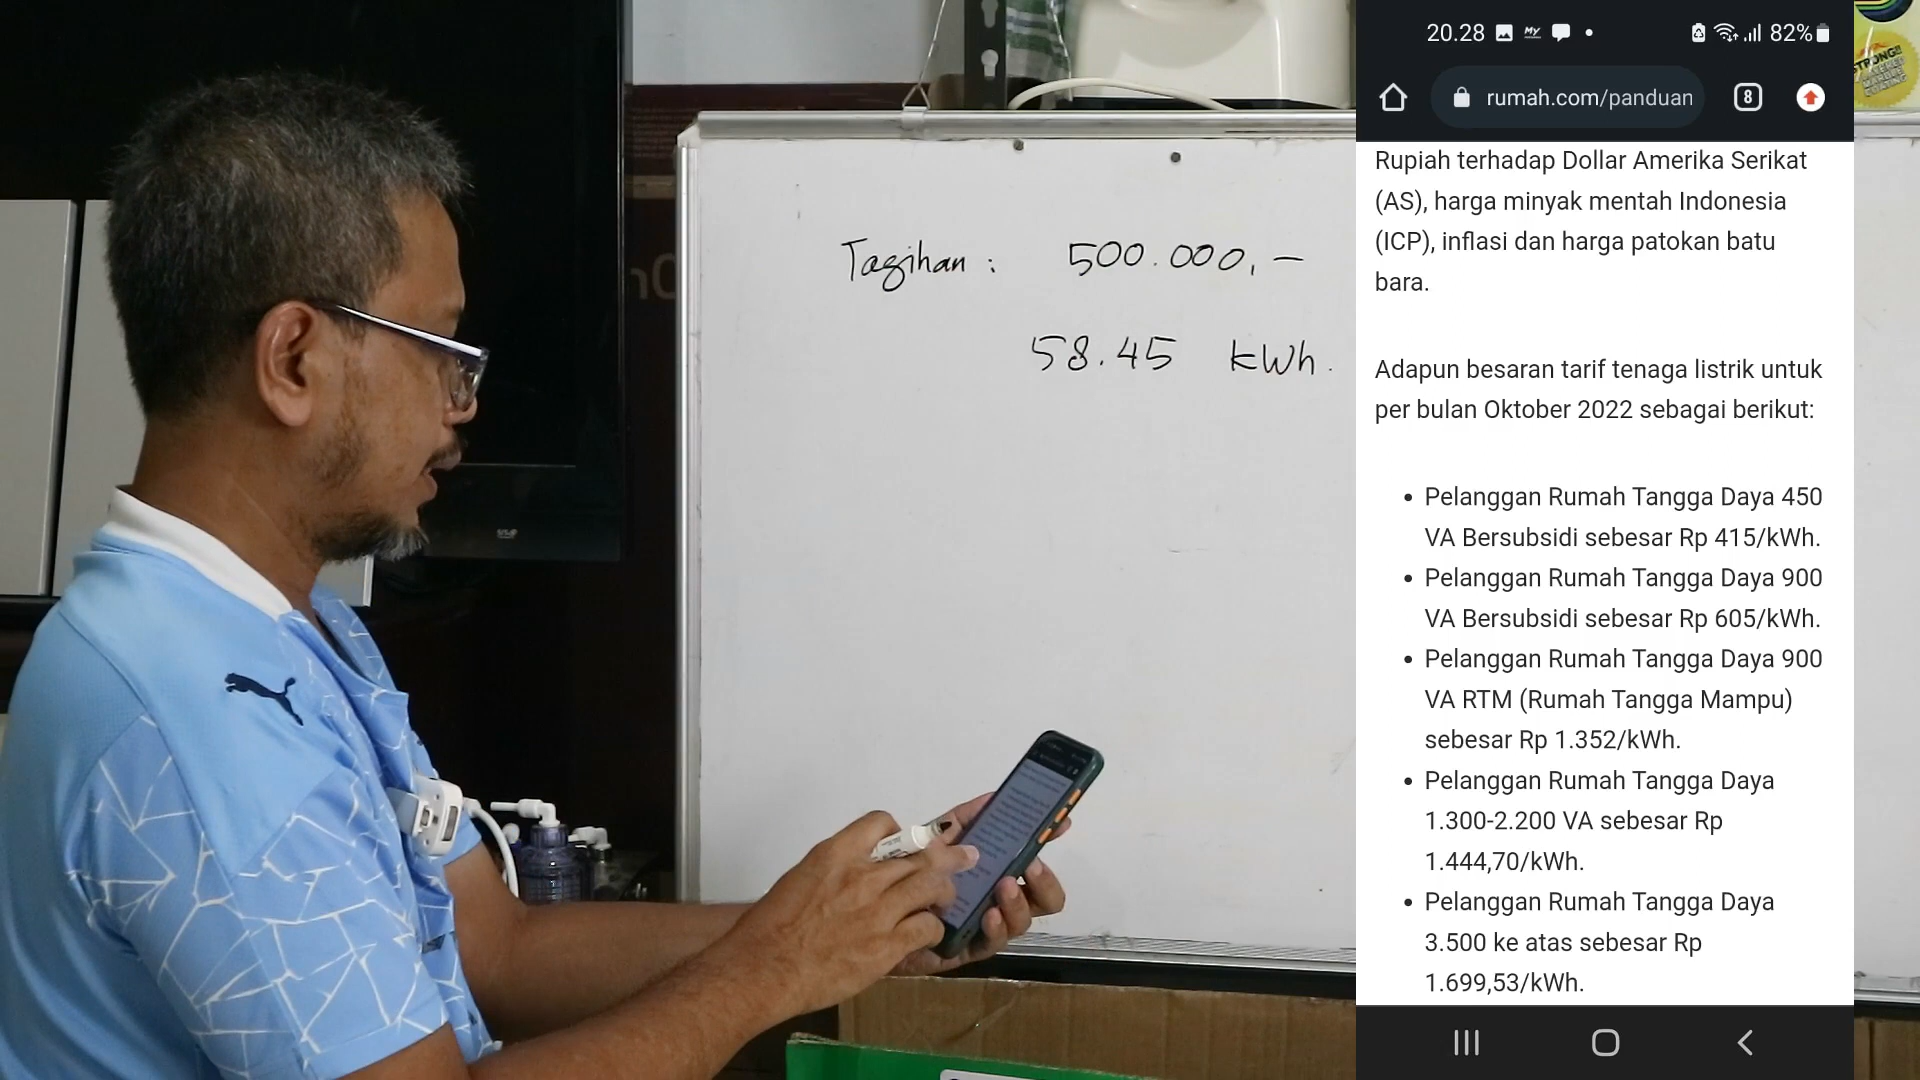 Tagihan : 500.000,-
58.45 kWh.
20.28 82%
rumah.com/panduan
8
Rupiah terhadap Dollar Amerika Serikat
(AS), harga minyak mentah Indonesia
(ICP), inflasi dan harga patokan batu
bara.
Adapun besaran tarif tenaga listrik untuk
per bulan Oktober 2022 sebagai berikut:
• Pelanggan Rumah Tangga Daya 450
VA Bersubsidi sebesar Rp 415/kWh.
• Pelanggan Rumah Tangga Daya 900
VA Bersubsidi sebesar Rp 605/kWh.
• Pelanggan Rumah Tangga Daya 900
VA RTM (Rumah Tangga Mampu)
sebesar Rp 1.352/kWh.
• Pelanggan Rumah Tangga Daya
1.300-2.200 VA sebesar Rp
1.444,70/kWh.
• Pelanggan Rumah Tangga Daya
3.500 ke atas sebesar Rp
1.699,53/kWh.